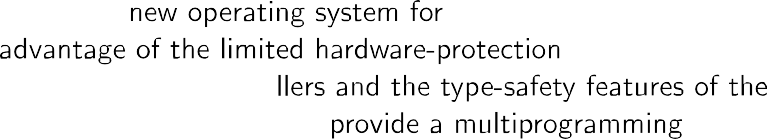 new operating system for
advantage of the limited hardware-protection
llers and the type-safety features of the
provide a multiprogramming